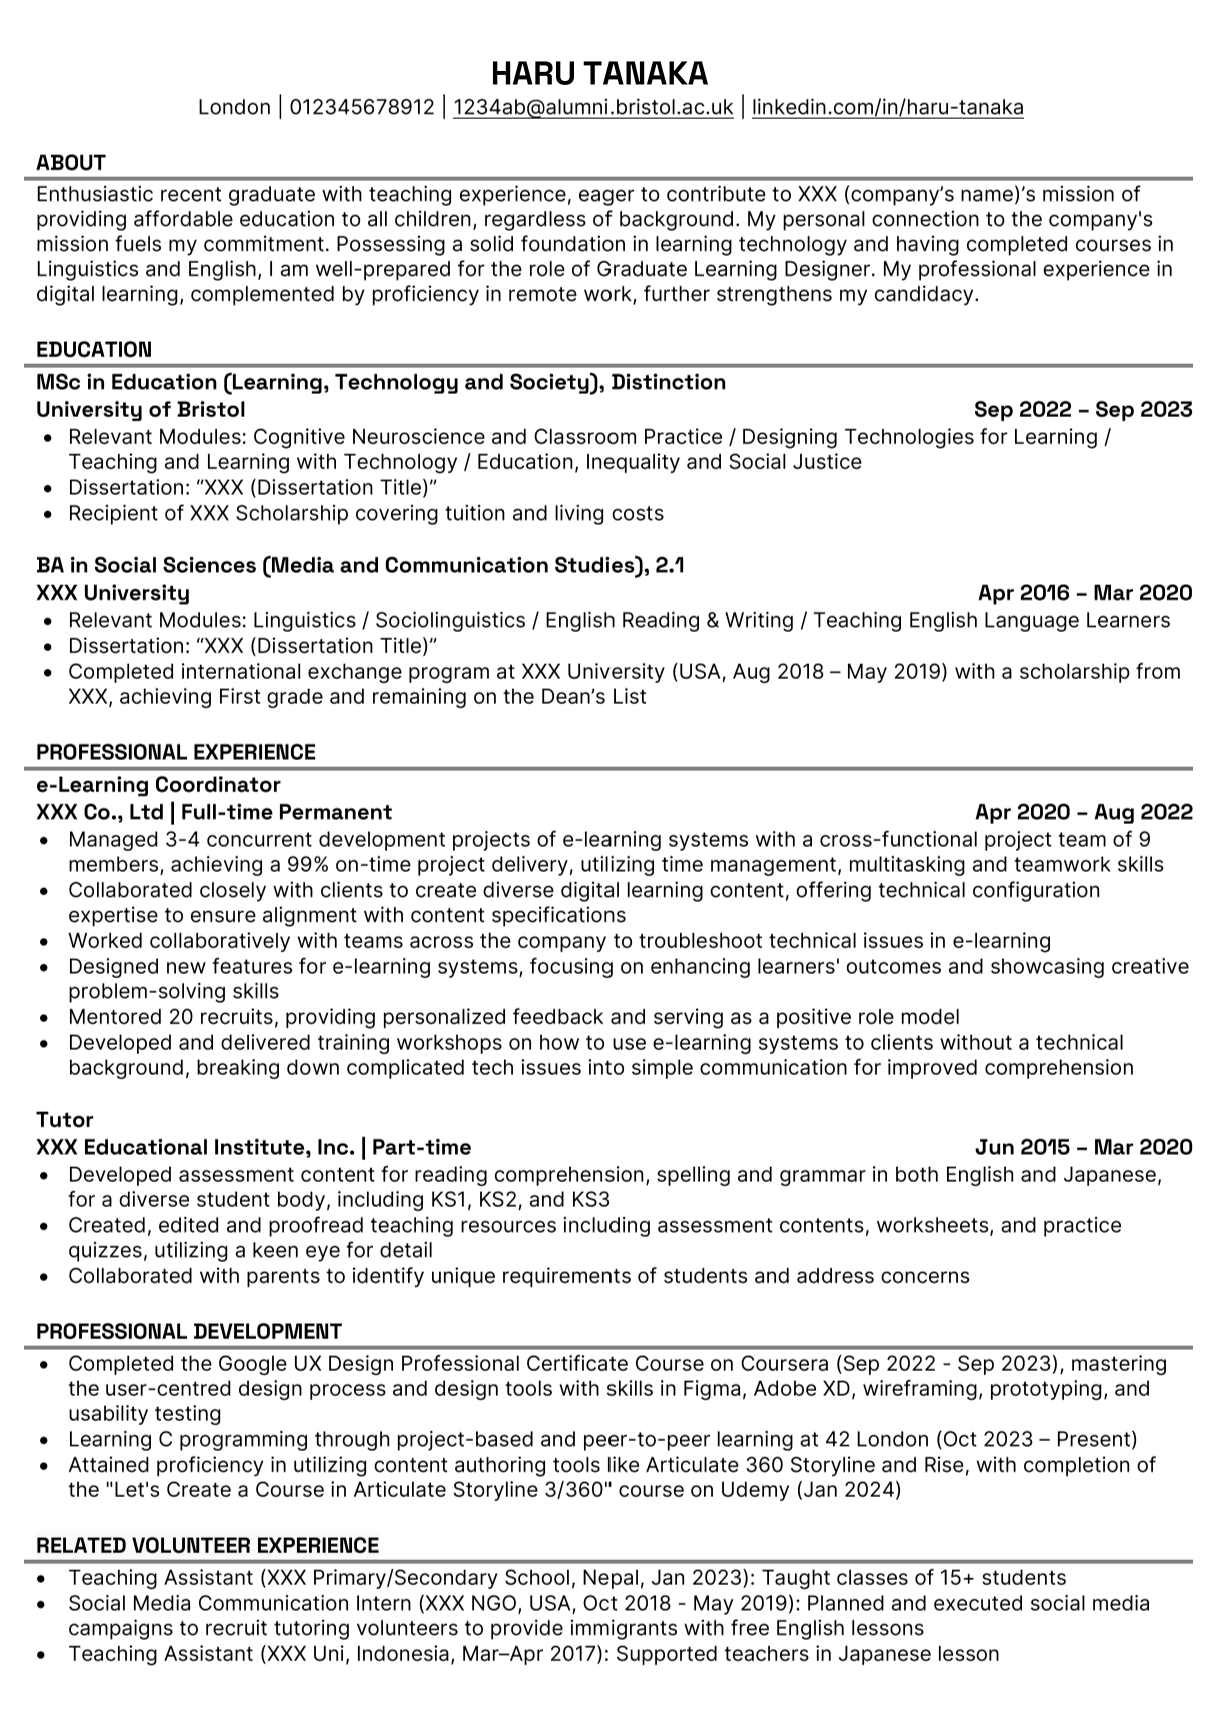 HARU TANAKA
London | 012345678912 | 1234ab@alumni.bristol.ac.uk | linkedin.com/in/haru-tanaka
ABOUT
Enthusiastic recent graduate with teaching experience, eager to contribute to XXX (company’s name)’s mission of
providing affordable education to all children, regardless of background. My personal connection to the company's
mission fuels my commitment. Possessing a solid foundation in learning technology and having completed courses in
Linguistics and English, I am well-prepared for the role of Graduate Learning Designer. My professional experience in
digital learning, complemented by proficiency in remote work, further strengthens my candidacy.
EDUCATION
MSc in Education (Learning, Technology and Society), Distinction
University of Bristol Sep 2022 – Sep 2023
• Relevant Modules: Cognitive Neuroscience and Classroom Practice / Designing Technologies for Learning /
Teaching and Learning with Technology / Education, Inequality and Social Justice
• Dissertation: “XXX (Dissertation Title)”
• Recipient of XXX Scholarship covering tuition and living costs
BA in Social Sciences (Media and Communication Studies), 2.1
XXX University Apr 2016 – Mar 2020
• Relevant Modules: Linguistics / Sociolinguistics / English Reading & Writing / Teaching English Language Learners
• Dissertation: “XXX (Dissertation Title)”
• Completed international exchange program at XXX University (USA, Aug 2018 – May 2019) with a scholarship from
XXX, achieving First grade and remaining on the Dean’s List
PROFESSIONAL EXPERIENCE
e-Learning Coordinator
XXX Co., Ltd | Full-time Permanent Apr 2020 – Aug 2022
• Managed 3-4 concurrent development projects of e-learning systems with a cross-functional project team of 9
members, achieving a 99% on-time project delivery, utilizing time management, multitasking and teamwork skills
• Collaborated closely with clients to create diverse digital learning content, offering technical configuration
expertise to ensure alignment with content specifications
• Worked collaboratively with teams across the company to troubleshoot technical issues in e-learning
• Designed new features for e-learning systems, focusing on enhancing learners' outcomes and showcasing creative
problem-solving skills
• Mentored 20 recruits, providing personalized feedback and serving as a positive role model
• Developed and delivered training workshops on how to use e-learning systems to clients without a technical
background, breaking down complicated tech issues into simple communication for improved comprehension
Tutor
XXX Educational Institute, Inc. | Part-time Jun 2015 – Mar 2020
• Developed assessment content for reading comprehension, spelling and grammar in both English and Japanese,
for a diverse student body, including KS1, KS2, and KS3
• Created, edited and proofread teaching resources including assessment contents, worksheets, and practice
quizzes, utilizing a keen eye for detail
• Collaborated with parents to identify unique requirements of students and address concerns
PROFESSIONAL DEVELOPMENT
• Completed the Google UX Design Professional Certificate Course on Coursera (Sep 2022 - Sep 2023), mastering
the user-centred design process and design tools with skills in Figma, Adobe XD, wireframing, prototyping, and
usability testing
• Learning C programming through project-based and peer-to-peer learning at 42 London (Oct 2023 – Present)
• Attained proficiency in utilizing content authoring tools like Articulate 360 Storyline and Rise, with completion of
the "Let's Create a Course in Articulate Storyline 3/360" course on Udemy (Jan 2024)
RELATED VOLUNTEER EXPERIENCE
• Teaching Assistant (XXX Primary/Secondary School, Nepal, Jan 2023): Taught classes of 15+ students
• Social Media Communication Intern (XXX NGO, USA, Oct 2018 - May 2019): Planned and executed social media
campaigns to recruit tutoring volunteers to provide immigrants with free English lessons
• Teaching Assistant (XXX Uni, Indonesia, Mar–Apr 2017): Supported teachers in Japanese lesson